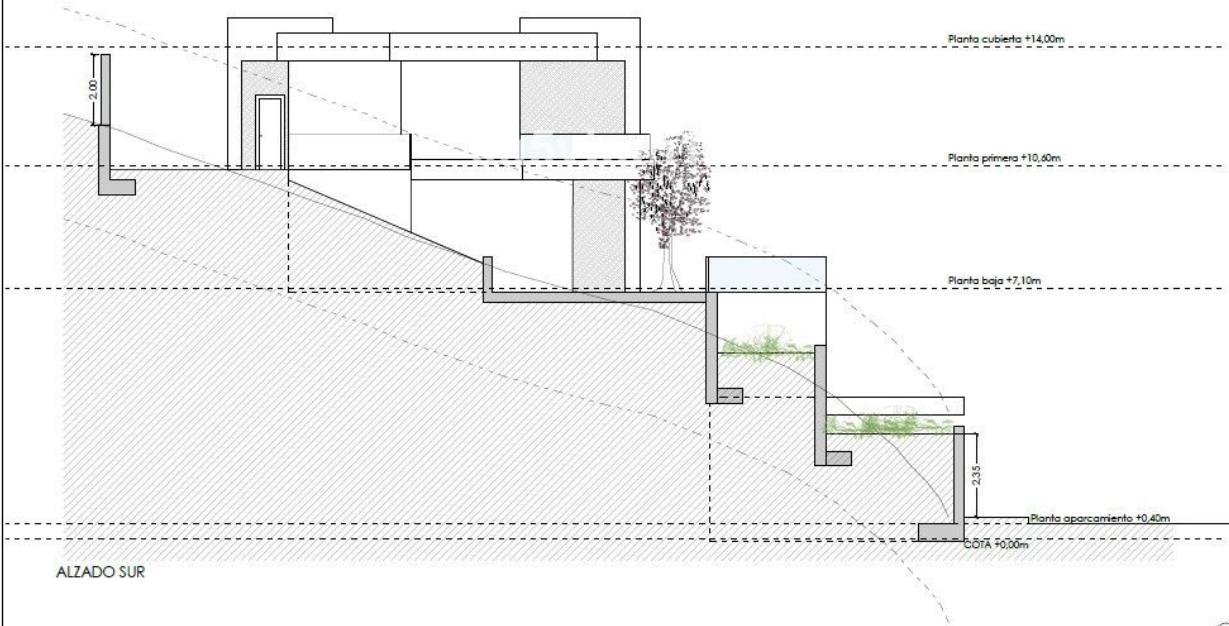 Planta cubierta +14,00m
2.00
Planta primera +10,60m
Planta baja +7,10m
2.35
Planta aparcamiento +0,40m
COTA +0,00m
ALZADO SUR